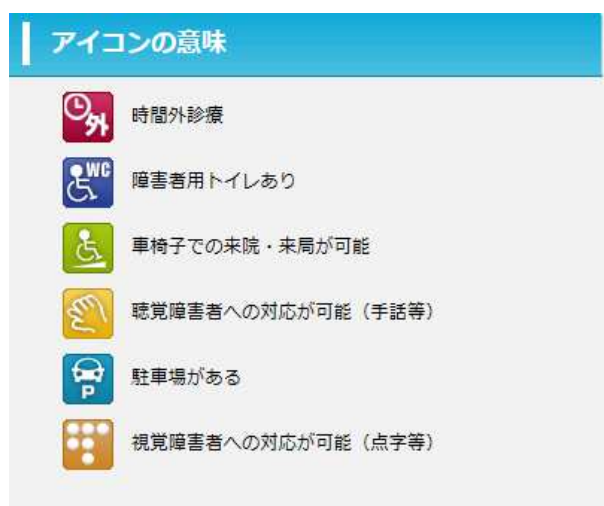 アイコンの意味
外
時間外診療
WC
障害者用トイレあり
車椅子での来院・来局が可能
聴覚障害者への対応が可能（手話等）
P
駐車場がある
視覚障害者への対応が可能（点字等）